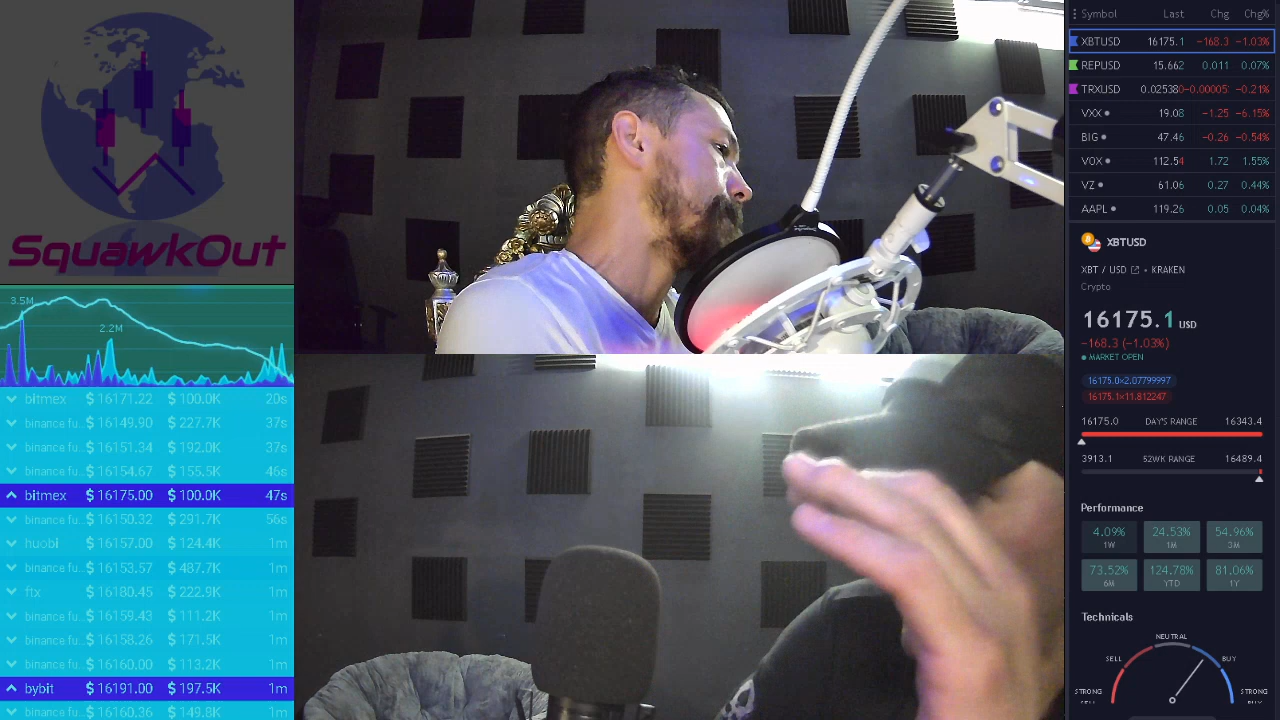 SquawkOut
3.5M
2.2M
bitmex $ 16171.22 $ 100.0K 20s
binance fu.. $ 16149.90 $ 227.7K 37s
binance fu.. $ 16151.34 $ 192.0K 37s
binance fu.. $ 16154.67 $ 155.5K 46s
bitmex $ 16175.00 $ 100.0K 47s
binance fu.. $ 16150.32 $ 291.7K 56s
huobi $ 16157.00 $ 124.4K 1m
binance fu.. $ 16153.57 $ 487.7K 1m
ftx $ 16180.45 $ 222.9K 1m
binance fu.. $ 16159.43 $ 111.2K 1m
binance fu.. $ 16158.26 $ 171.5K 1m
binance fu.. $ 16160.00 $ 113.2K 1m
bybit $ 16191.00 $ 197.5K 1m
binance fu.. $ 16160.36 $ 149.8K 1m
Symbol Last Chg Chg%
XBTUSD 16175.1 −168.3 −1.03%
REPUSD 15.662 0.011 0.07%
TRXUSD 0.025380 −0.00005 −0.21%
VXX 19.08 −1.25 −6.15%
BIG 47.46 −0.26 −0.54%
VOX 112.54 1.72 1.55%
VZ 61.06 0.27 0.44%
AAPL 119.26 0.05 0.04%
XBTUSD
XBT / USD • KRAKEN
Crypto
16175.1 USD
−168.3 (−1.03%)
MARKET OPEN
16175.0×2.07799997
16175.1×11.812247
16175.0 DAY'S RANGE 16343.4
3913.1 52WK RANGE 16489.4
Performance
4.09% 24.53% 54.96%
1W 1M 3M
73.52% 124.78% 81.06%
6M YTD 1Y
Technicals
NEUTRAL
SELL BUY
STRONG STRONG